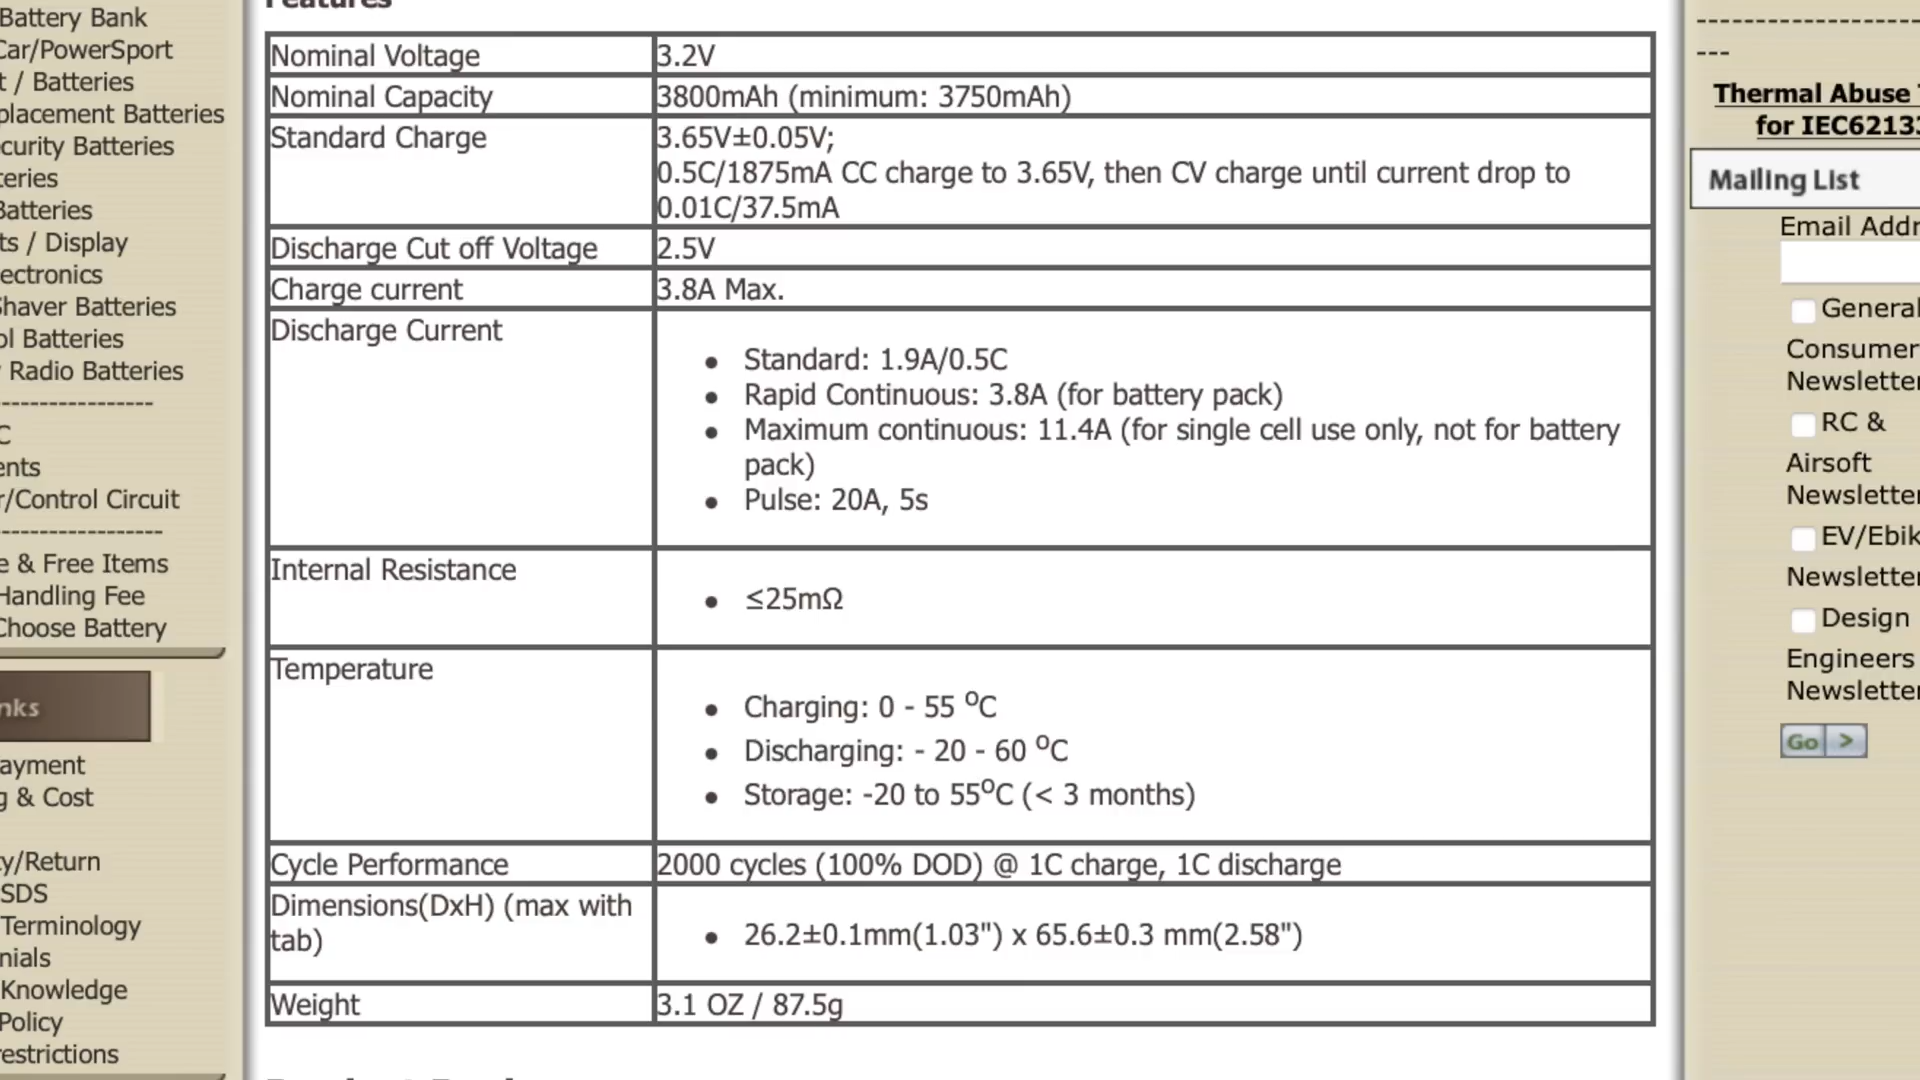 Battery Bank
Car/PowerSport
t / Batteries
placement Batteries
curity Batteries
teries
Batteries
ts / Display
lectronics
Shaver Batteries
ol Batteries
Radio Batteries
-----------------
C
ents
r/Control Circuit
-----------------
e & Free Items
Handling Fee
Choose Battery
nks
ayment
g & Cost
y/Return
SDS
Terminology
nials
Knowledge
Policy
restrictions
Features
Nominal Voltage 3.2V
Nominal Capacity 3800mAh (minimum: 3750mAh)
Standard Charge 3.65V±0.05V;
0.5C/1875mA CC charge to 3.65V, then CV charge until current drop to
0.01C/37.5mA
Discharge Cut off Voltage 2.5V
Charge current 3.8A Max.
Discharge Current
• Standard: 1.9A/0.5C
• Rapid Continuous: 3.8A (for battery pack)
• Maximum continuous: 11.4A (for single cell use only, not for battery
pack)
• Pulse: 20A, 5s
Internal Resistance
• ≤25mΩ
Temperature
• Charging: 0 - 55 ºC
• Discharging: - 20 - 60 ºC
• Storage: -20 to 55ºC (< 3 months)
Cycle Performance 2000 cycles (100% DOD) @ 1C charge, 1C discharge
Dimensions(DxH) (max with
tab)
• 26.2±0.1mm(1.03") x 65.6±0.3 mm(2.58")
Weight 3.1 OZ / 87.5g
---
Thermal Abuse
for IEC6213
Mailing List
Email Addr
General
Consumer
Newsletter
RC &
Airsoft
Newsletter
EV/Ebik
Newsletter
Design
Engineers
Newsletter
Go >